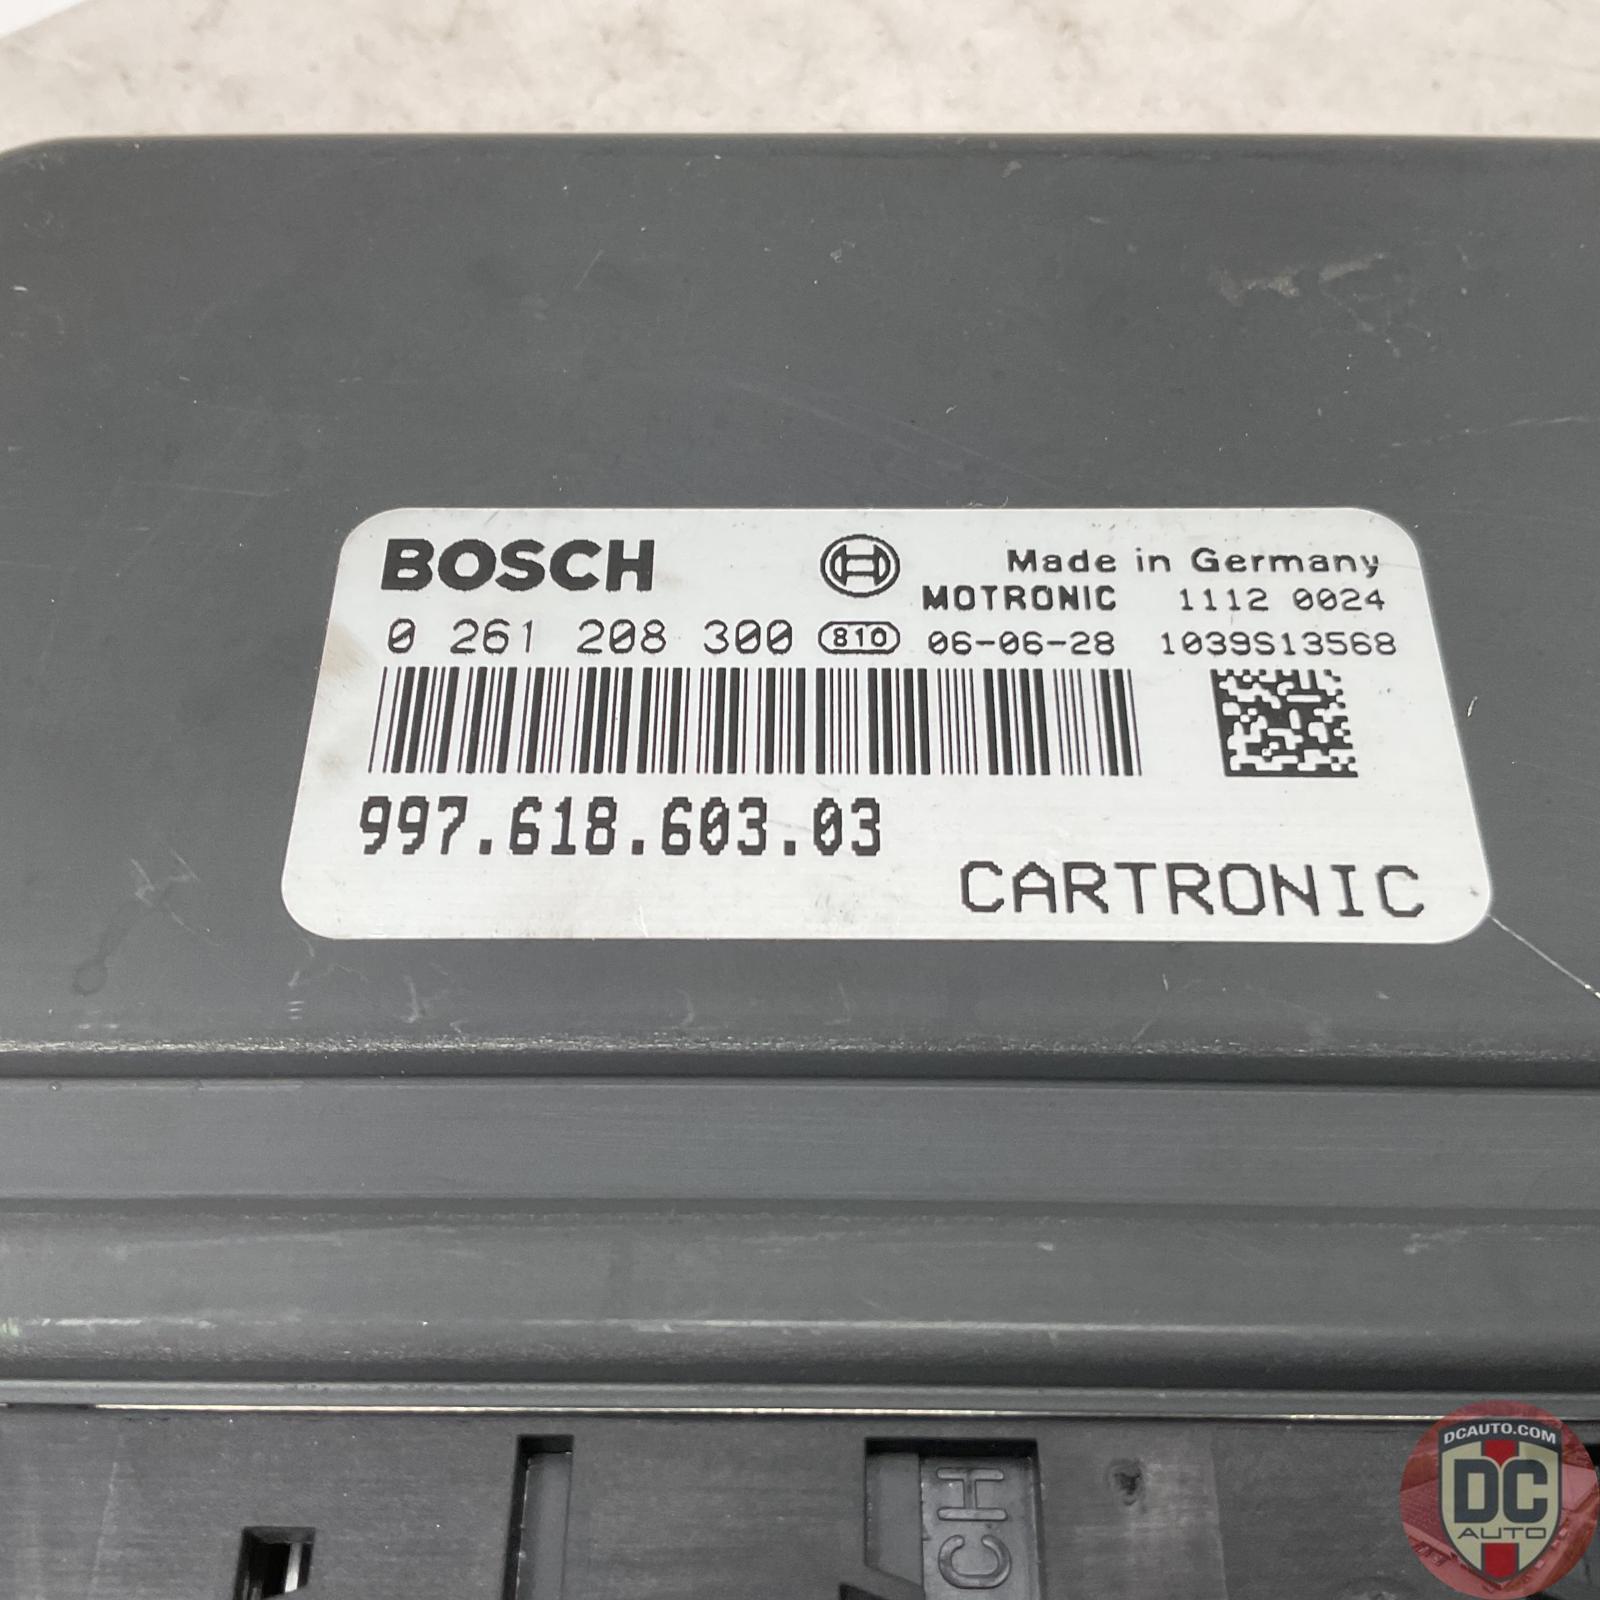 BOSCH
Made in Germany
MOTRONIC 1112 0024
0 261 208 300 810 06-06-28 1039S13568
997.618.603.03
CARTRONIC
CH
DCAUTO.COM
DC
AUTO